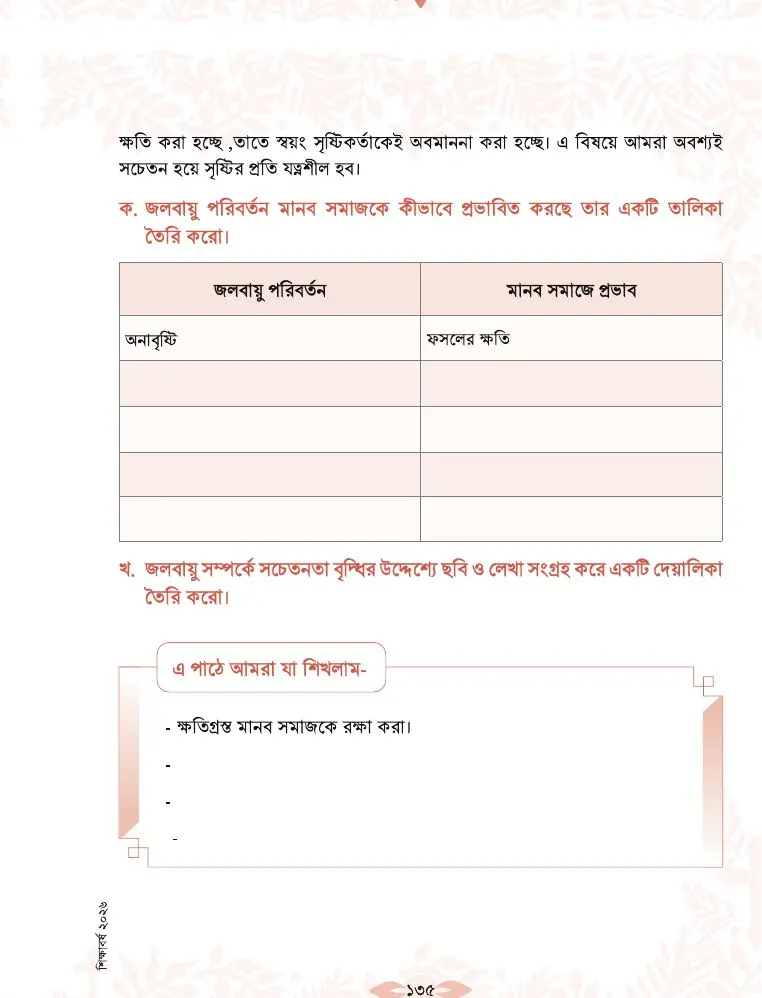 ক্ষতি করা হচ্ছে ,তাতে স্বয়ং সৃষ্টিকর্তাকেই অবমাননা করা হচ্ছে। এ বিষয়ে আমরা অবশ্যই
সচেতন হয়ে সৃষ্টির প্রতি যত্নশীল হব।
ক. জলবায়ু পরিবর্তন মানব সমাজকে কীভাবে প্রভাবিত করছে তার একটি তালিকা
তৈরি করো।
জলবায়ু পরিবর্তন
মানব সমাজে প্রভাব
অনাবৃষ্টি
ফসলের ক্ষতি
খ. জলবায়ু সম্পর্কে সচেতনতা বৃদ্ধির উদ্দেশ্যে ছবি ও লেখা সংগ্রহ করে একটি দেয়ালিকা
তৈরি করো।
এ পাঠে আমরা যা শিখলাম-
- ক্ষতিগ্রস্ত মানব সমাজকে রক্ষা করা।
-
-
-
শিক্ষাবর্ষ ২০২৬
১৩৫